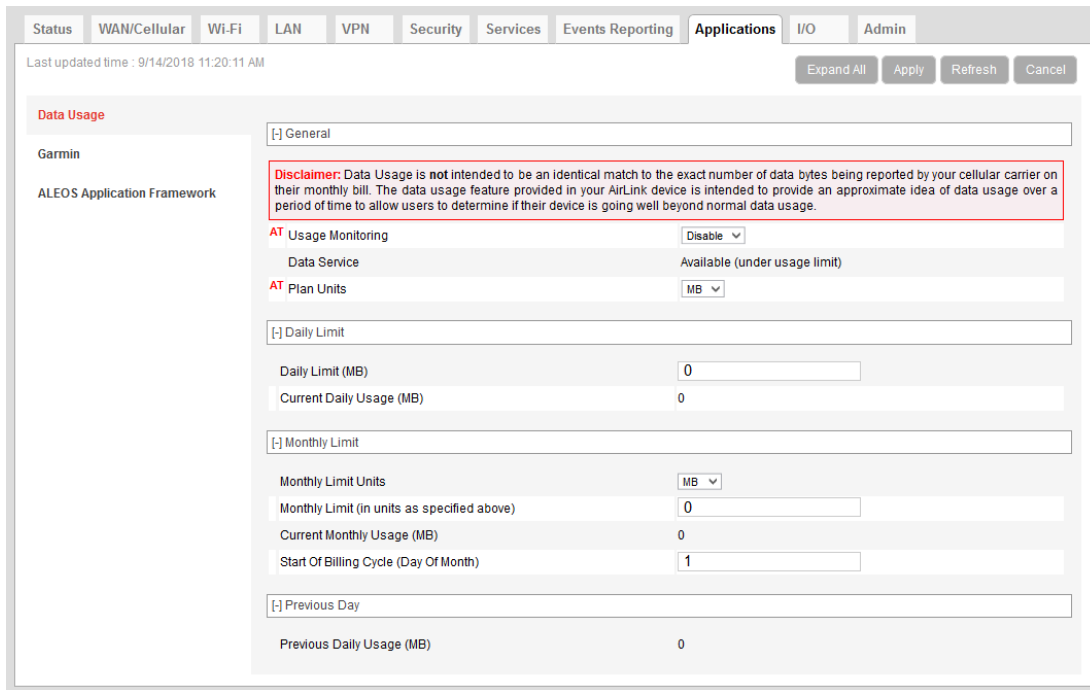 Status WAN/Cellular Wi-Fi LAN VPN Security Services Events Reporting Applications I/O Admin
Last updated time : 9/14/2018 11:20:11 AM
Expand All Apply Refresh Cancel
Data Usage
Garmin
ALEOS Application Framework
[-] General
Disclaimer: Data Usage is not intended to be an identical match to the exact number of data bytes being reported by your cellular carrier on
their monthly bill. The data usage feature provided in your AirLink device is intended to provide an approximate idea of data usage over a
period of time to allow users to determine if their device is going well beyond normal data usage.
AT Usage Monitoring Disable
Data Service Available (under usage limit)
AT Plan Units MB
[-] Daily Limit
Daily Limit (MB) 0
Current Daily Usage (MB) 0
[-] Monthly Limit
Monthly Limit Units MB
Monthly Limit (in units as specified above) 0
Current Monthly Usage (MB) 0
Start Of Billing Cycle (Day Of Month) 1
[-] Previous Day
Previous Daily Usage (MB) 0